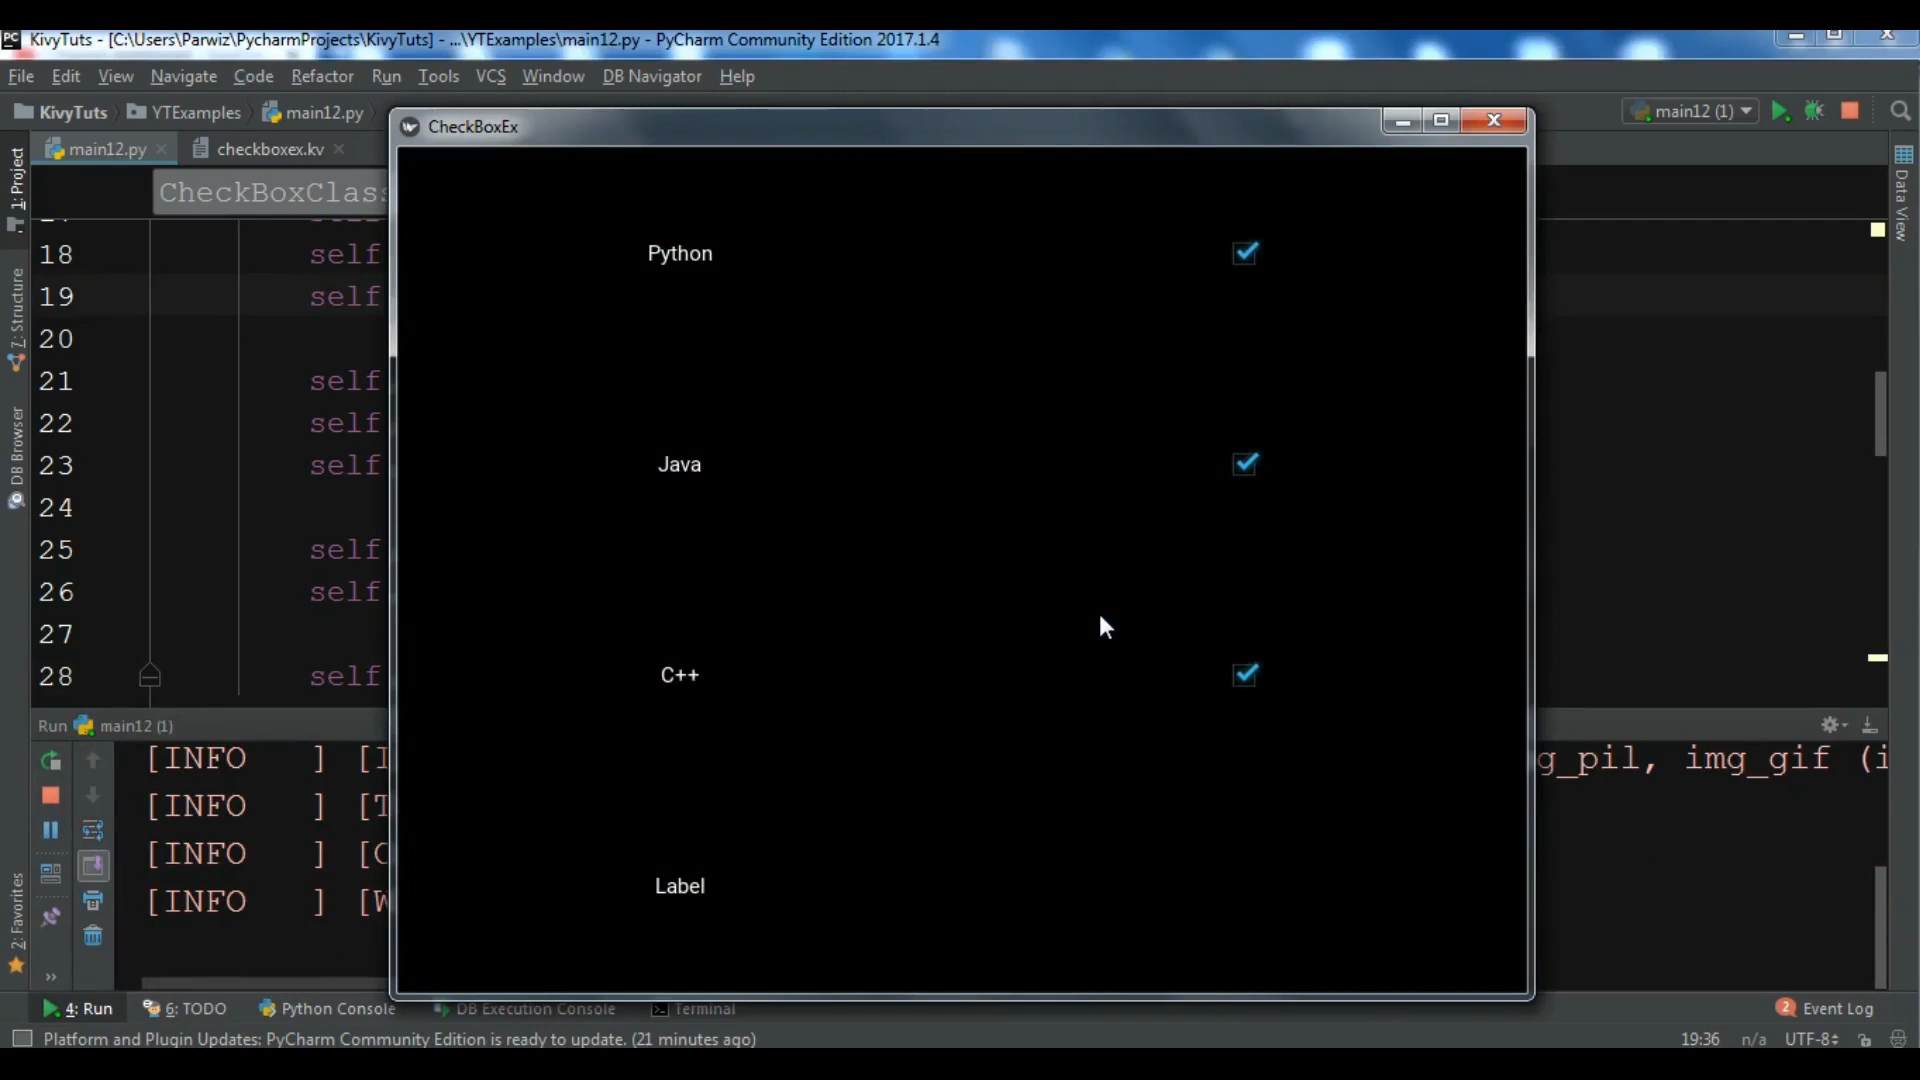 PC KivyTuts - [C:\Users\Parwiz\PycharmProjects\KivyTuts] - ...\YTExamples\main12.py - PyCharm Community Edition 2017.1.4
File Edit View Navigate Code Refactor Run Tools VCS Window DB Navigator Help
KivyTuts YTExamples main12.py
main12 (1)
CheckBoxEx
main12.py checkboxex.kv
CheckBoxClass
1: Project
7: Structure
DB Browser
2: Favorites
Data View
18 self
19 self
20
21 self
22 self
23 self
24
25 self
26 self
27
28 self
Python
Java
C++
Label
Run main12 (1)
[INFO ] [I g_pil, img_gif (i
[INFO ] [T
[INFO ] [C
[INFO ] [W
4: Run 6: TODO Python Console DB Execution Console Terminal 2 Event Log
Platform and Plugin Updates: PyCharm Community Edition is ready to update. (21 minutes ago) 19:36 n/a UTF-8